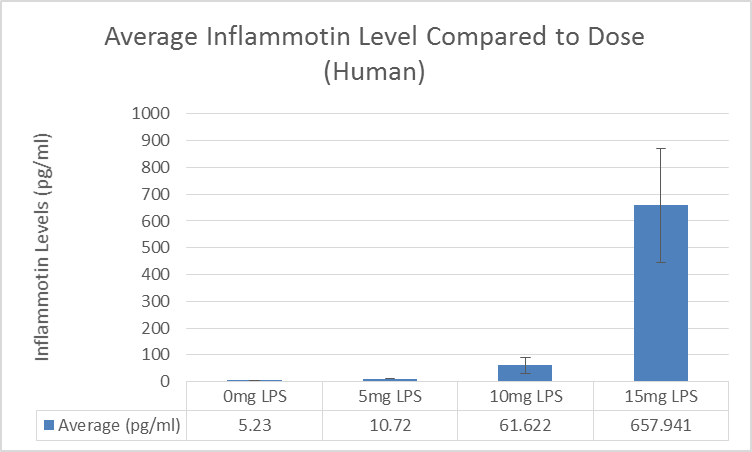 Average Inflammotin Level Compared to Dose
(Human)
Inflammotin Levels (pg/ml)
1000
900
800
700
600
500
400
300
200
100
0
0mg LPS 5mg LPS 10mg LPS 15mg LPS
Average (pg/ml) 5.23 10.72 61.622 657.941